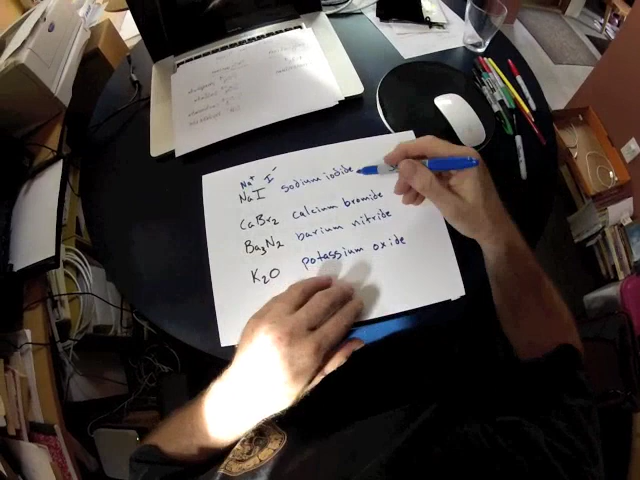 Na⁺ I⁻
NaI sodium iodide
CaBr₂ calcium bromide
Ba₃N₂ barium nitride
K₂O potassium oxide